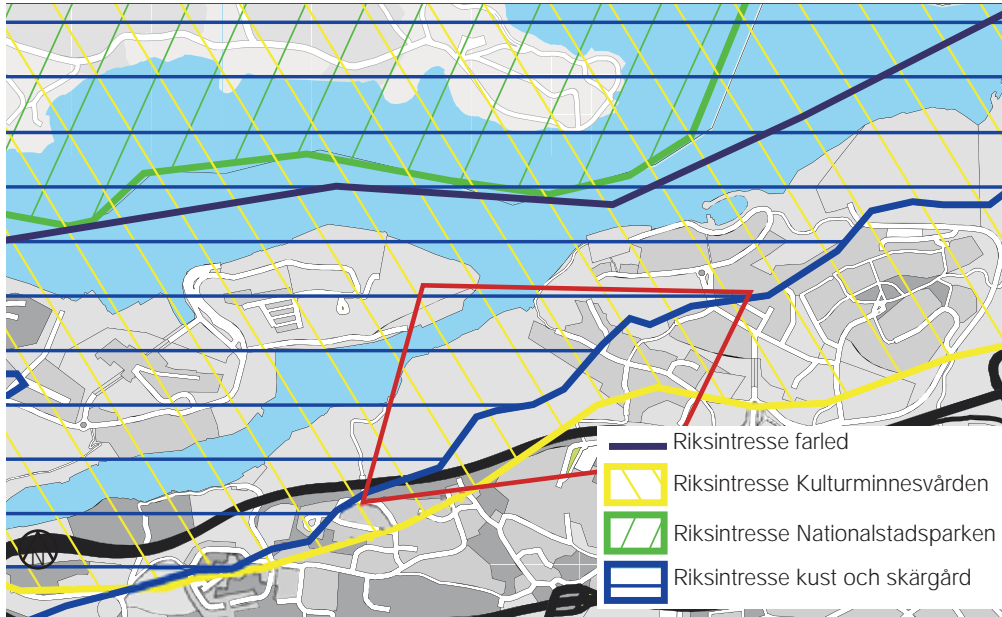 Riksintresse farled
Riksintresse Kulturminnesvården
Riksintresse Nationalstadsparken
Riksintresse kust och skärgård